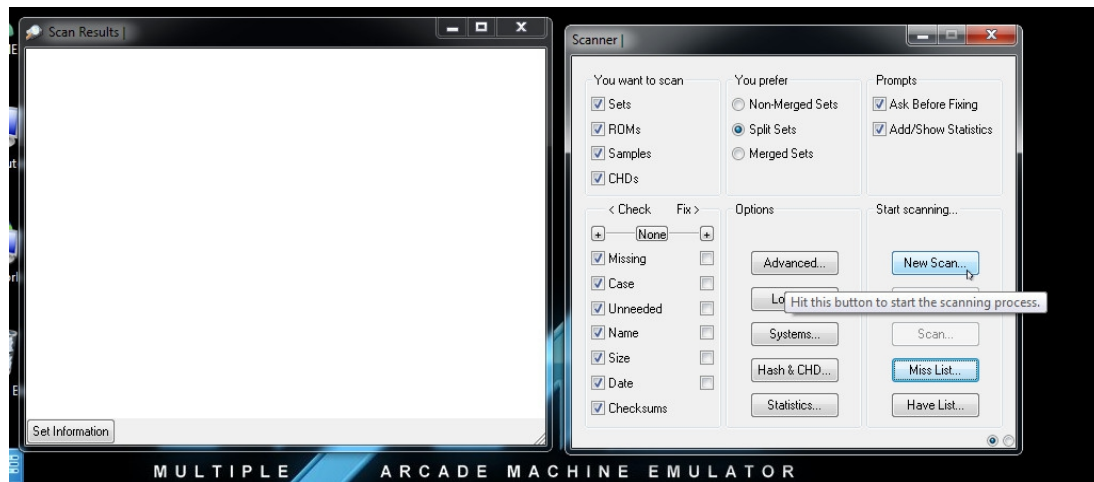 Scan Results |
Set Information
Scanner |
You want to scan
Sets
ROMs
Samples
CHDs
You prefer
Non-Merged Sets
Split Sets
Merged Sets
Prompts
Ask Before Fixing
Add/Show Statistics
< Check Fix >
+ None +
Missing
Case
Unneeded
Name
Size
Date
Checksums
Options
Advanced...
Lo
Systems...
Hash & CHD...
Statistics...
Start scanning...
New Scan...
Hit this button to start the scanning process.
Scan...
Miss List...
Have List...
MULTIPLE ARCADE MACHINE EMULATOR